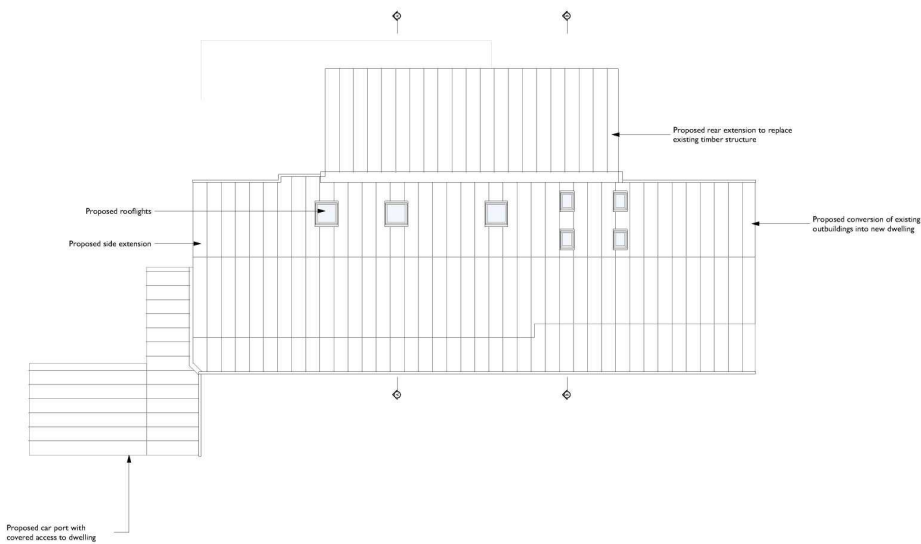 Proposed rear extension to replace
existing timber structure
Proposed rooflights
Proposed side extension
Proposed conversion of existing
outbuildings into new dwelling
Proposed car port with
covered access to dwelling